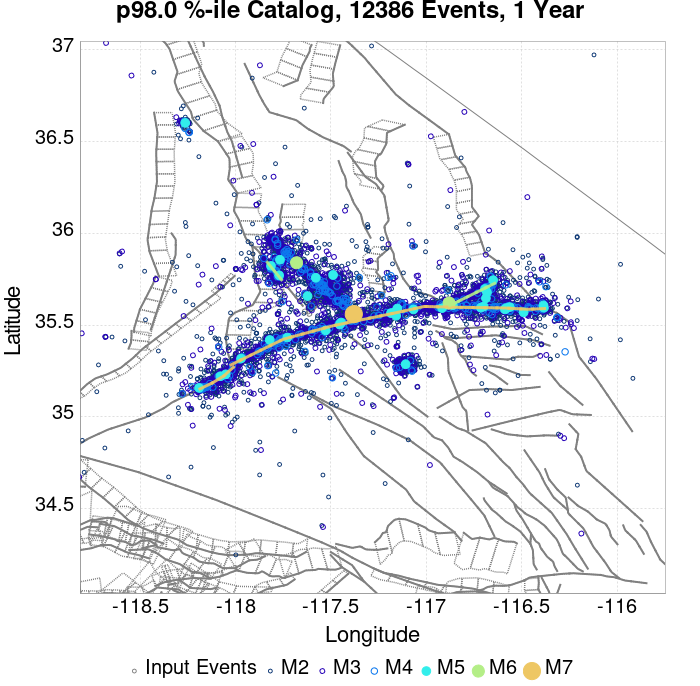 p98.0 %-ile Catalog, 12386 Events, 1 Year
37
36.5
36
35.5
35
34.5
Latitude
-118.5 -118 -117.5 -117 -116.5 -116
Longitude
Input Events M2 M3 M4 M5 M6 M7